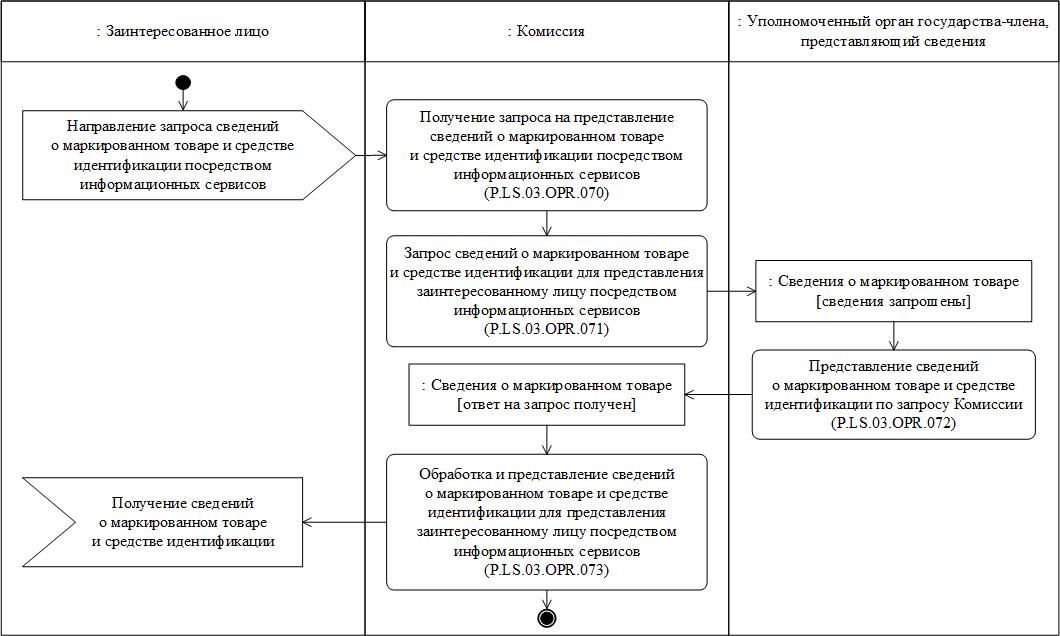 : Заинтересованное лицо
: Комиссия
: Уполномоченный орган государства-члена,
представляющий сведения
Направление запроса сведений
о маркированном товаре и средстве
идентификации посредством
информационных сервисов
Получение запроса на представление
сведений о маркированном товаре
и средстве идентификации посредством
информационных сервисов
(P.LS.03.OPR.070)
Запрос сведений о маркированном товаре
и средстве идентификации для представления
заинтересованному лицу посредством
информационных сервисов
(P.LS.03.OPR.071)
: Сведения о маркированном товаре
[сведения запрошены]
Представление сведений
о маркированном товаре и средстве
идентификации по запросу Комиссии
(P.LS.03.OPR.072)
: Сведения о маркированном товаре
[ответ на запрос получен]
Обработка и представление сведений
о маркированном товаре и средстве
идентификации для представления
заинтересованному лицу посредством
информационных сервисов
(P.LS.03.OPR.073)
Получение сведений
о маркированном товаре
и средстве идентификации